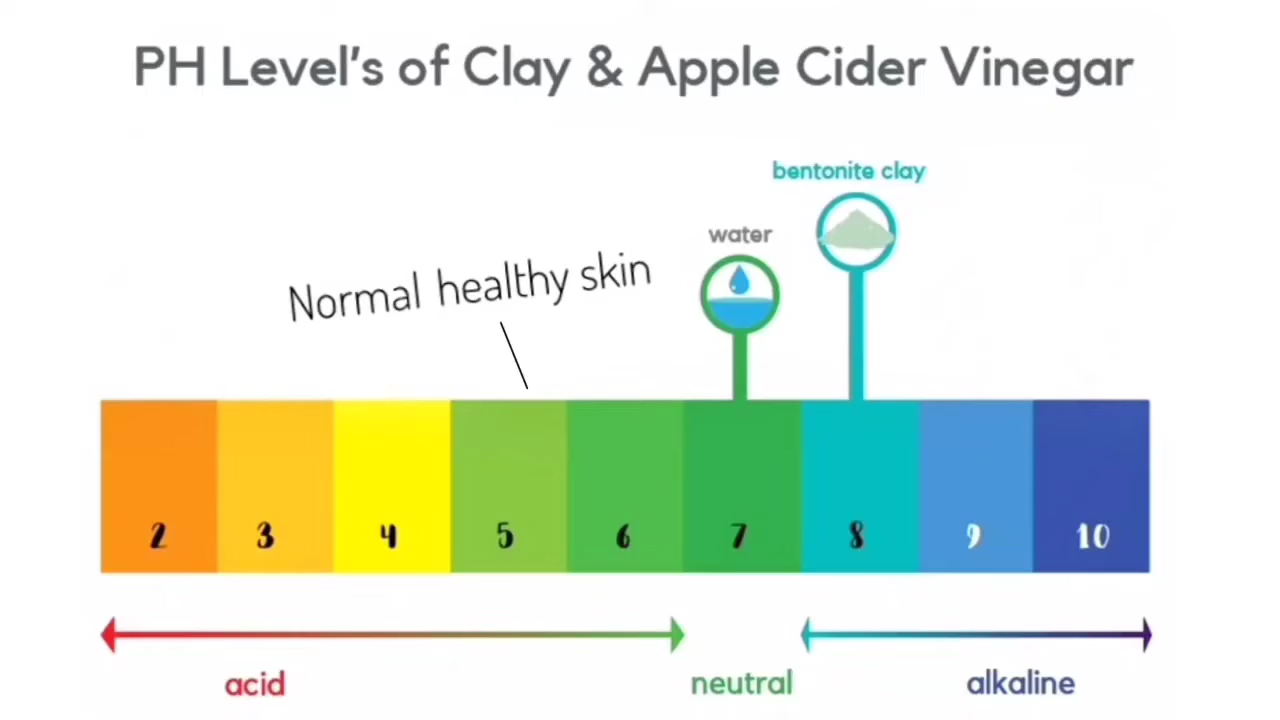 PH Level's of Clay & Apple Cider Vinegar
bentonite clay
water
Normal healthy skin
2 3 4 5 6 7 8 9 10
acid neutral alkaline